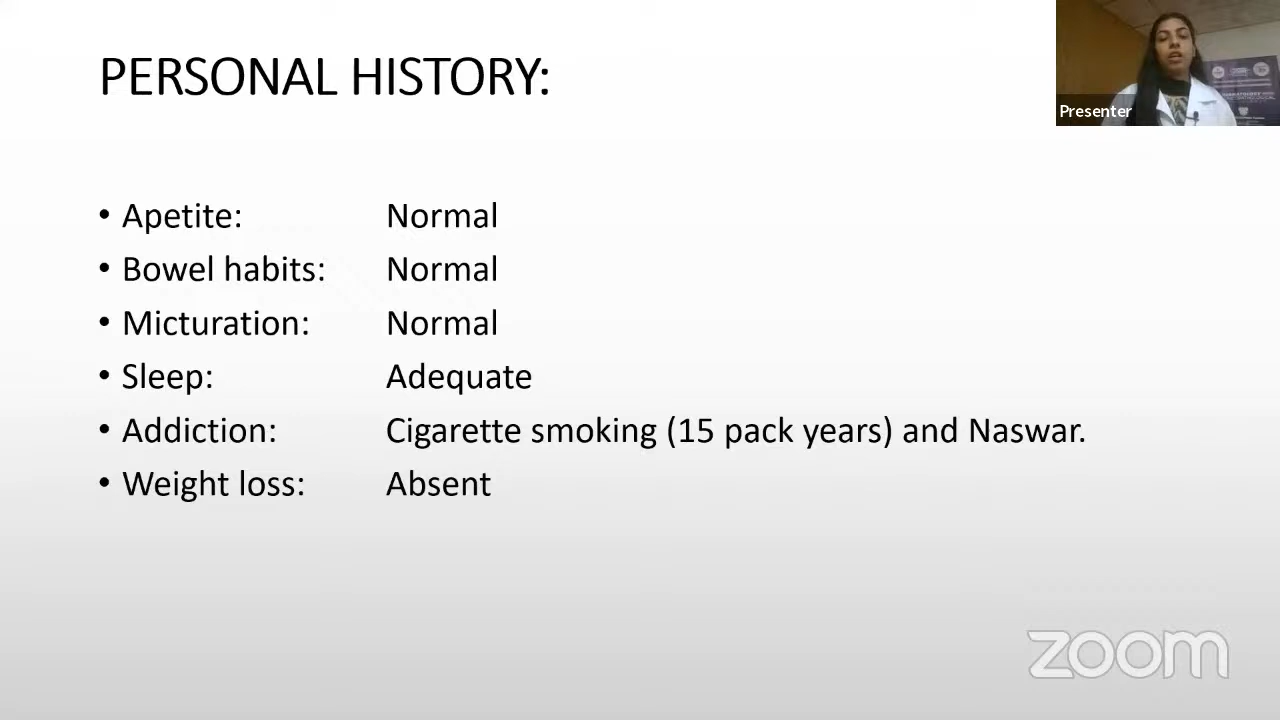 PERSONAL HISTORY:
Presenter
• Apetite: Normal
• Bowel habits: Normal
• Micturation: Normal
• Sleep: Adequate
• Addiction: Cigarette smoking (15 pack years) and Naswar.
• Weight loss: Absent
zoom